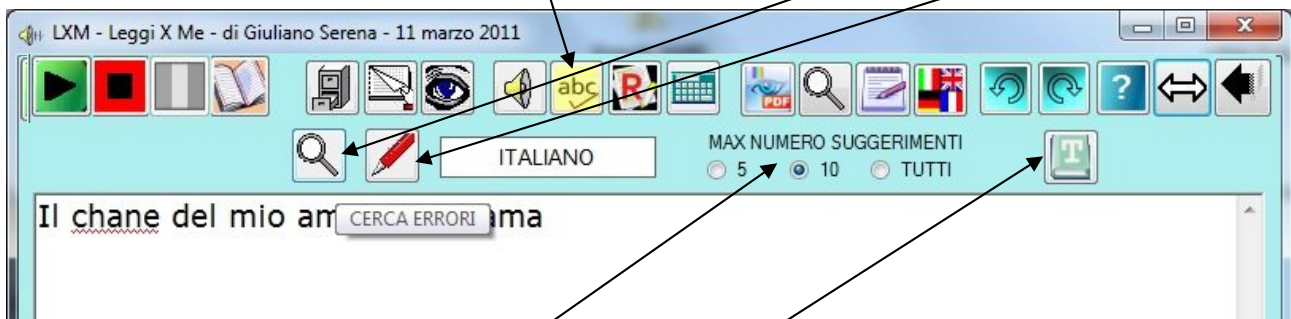 LXM - Leggi X Me - di Giuliano Serena - 11 marzo 2011
abc R PDF ?
ITALIANO
MAX NUMERO SUGGERIMENTI
5 10 TUTTI
T
Il chane del mio am CERCA ERRORI ama